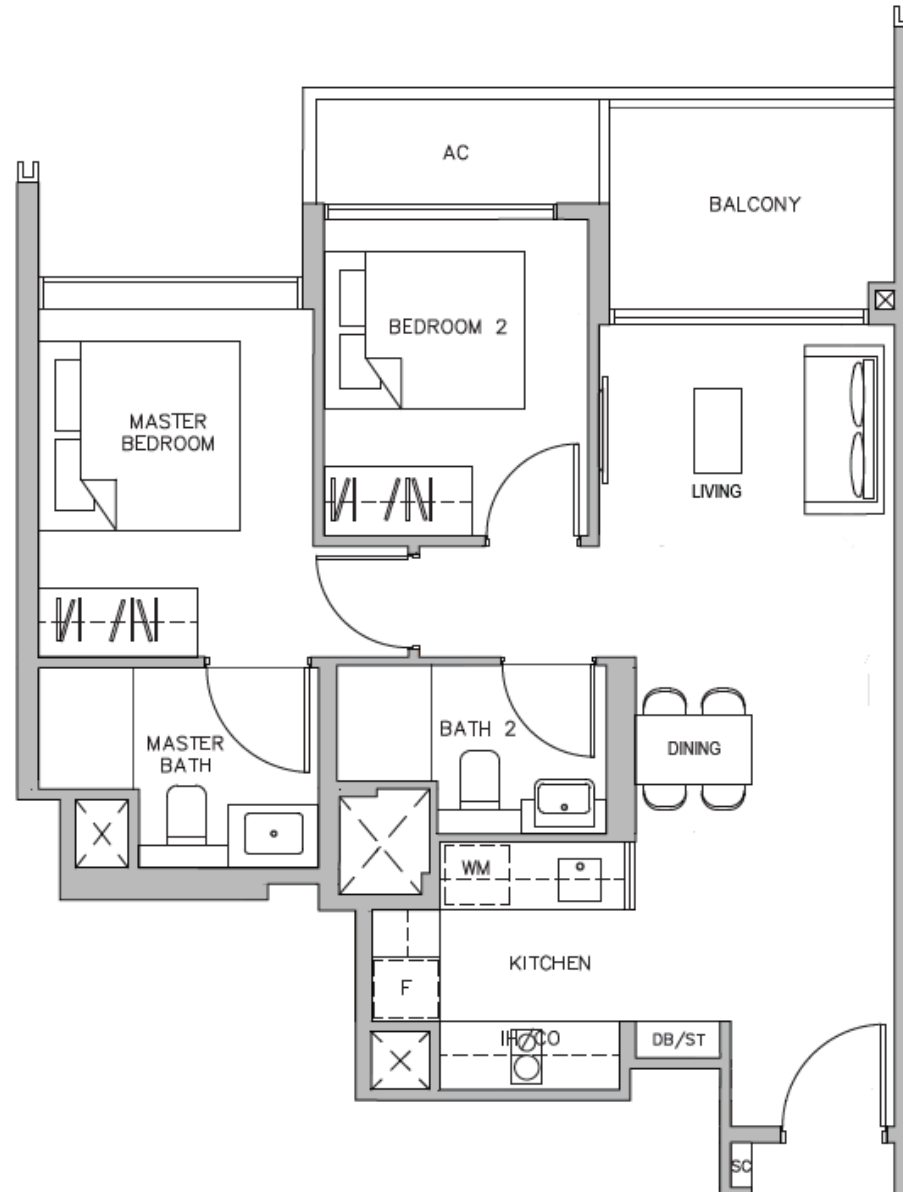 AC
BALCONY
BEDROOM 2
MASTER
BEDROOM
LIVING
MASTER
BATH
BATH 2
DINING
WM
KITCHEN
F
IH/CO
DB/ST
SC